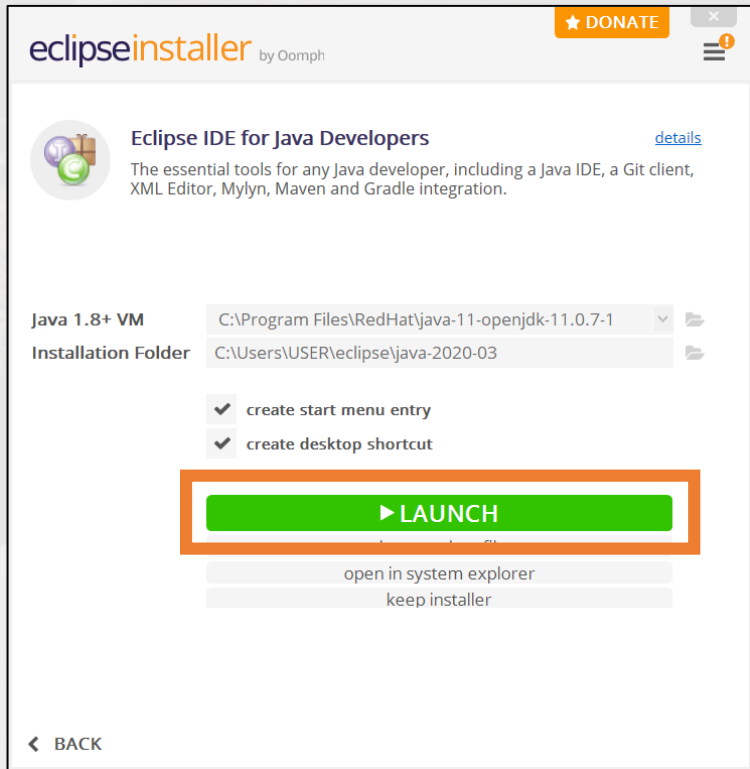 ★ DONATE
eclipseinstaller by Oomph
Eclipse IDE for Java Developers details
The essential tools for any Java developer, including a Java IDE, a Git client,
XML Editor, Mylyn, Maven and Gradle integration.
Java 1.8+ VM C:\Program Files\RedHat\java-11-openjdk-11.0.7-1
Installation Folder C:\Users\USER\eclipse\java-2020-03
create start menu entry
create desktop shortcut
LAUNCH
open in system explorer
keep installer
BACK